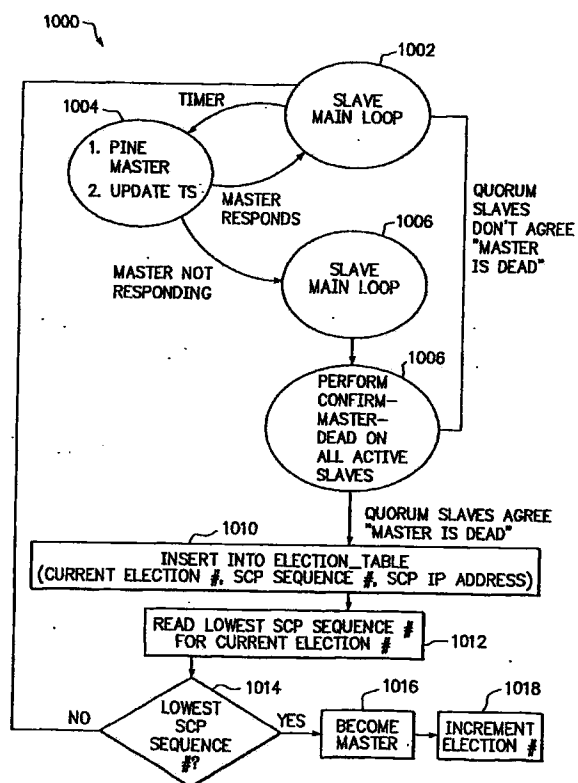 1000
1002
SLAVE
MAIN LOOP
TIMER
1004
1. PINE
MASTER
2. UPDATE TS
MASTER
RESPONDS
QUORUM
SLAVES
DON'T AGREE
"MASTER
IS DEAD"
MASTER NOT
RESPONDING
1006
SLAVE
MAIN LOOP
1006
PERFORM
CONFIRM-
MASTER-
DEAD ON
ALL ACTIVE
SLAVES
QUORUM SLAVES AGREE
"MASTER IS DEAD"
1010
INSERT INTO ELECTION_TABLE
(CURRENT ELECTION #, SCP SEQUENCE #, SCP IP ADDRESS)
READ LOWEST SCP SEQUENCE #
FOR CURRENT ELECTION #
1012
1014
LOWEST
SCP
SEQUENCE
#?
NO
YES
1016
BECOME
MASTER
1018
INCREMENT
ELECTION #